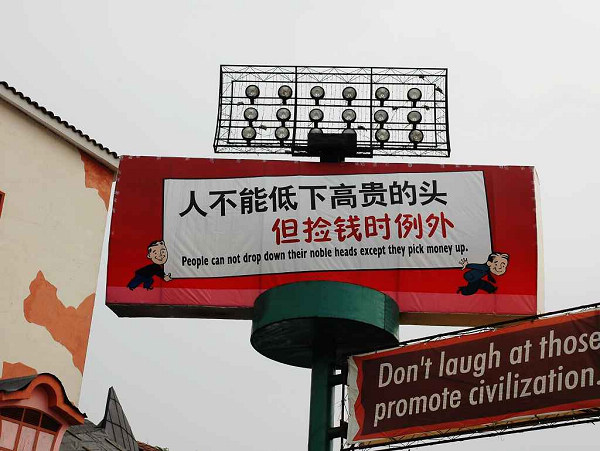 人不能低下高贵的头
但捡钱时例外
People can not drop down their noble heads except they pick money up.
Don't laugh at those
promote civilization.